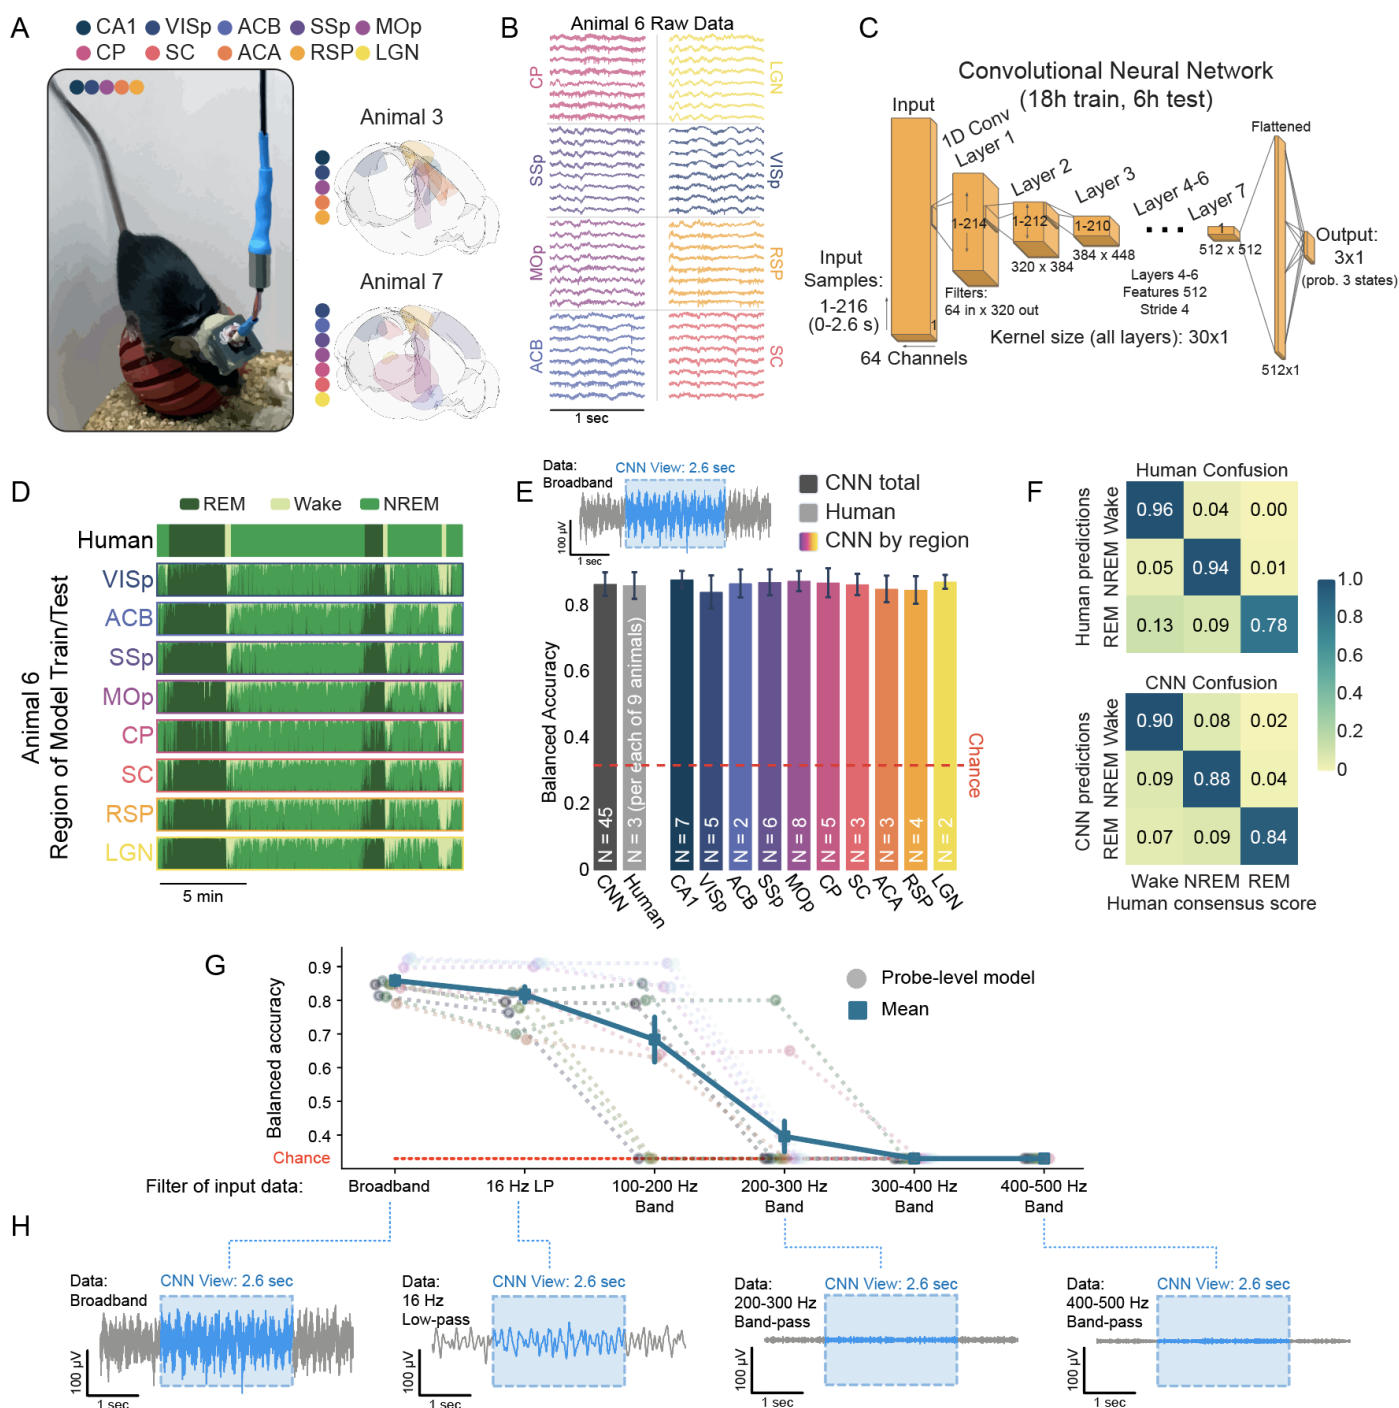 A
CA1 VISp ACB SSp MOp
CP SC ACA RSP LGN
Animal 3
Animal 7
B
Animal 6 Raw Data
CP
LGN
SSp
VISp
MOp
RSP
ACB
SC
1 sec
C
Convolutional Neural Network
(18h train, 6h test)
Input
1D Conv
Layer 1
Layer 2
Layer 3
Layer 4-6
Layer 7
Flattened
1-214
1-212
1-210
1
320 x 384
384 x 448
512 x 512
Input
Samples:
1-216
(0-2.6 s)
1
64 Channels
Filters:
64 in x 320 out
Layers 4-6
Features 512
Stride 4
Kernel size (all layers): 30x1
512x1
Output:
3x1
(prob. 3 states)
D
REM Wake NREM
Animal 6
Region of Model Train/Test
Human
VISp
ACB
SSp
MOp
CP
SC
RSP
LGN
5 min
E
Data:
Broadband
CNN View: 2.6 sec
100 µV
1 sec
CNN total
Human
CNN by region
Balanced Accuracy
0.8
0.6
0.4
0.2
0
Chance
N = 45
N = 3 (per each of 9 animals)
N = 7
N = 5
N = 2
N = 6
N = 8
N = 5
N = 3
N = 3
N = 4
N = 2
CNN
Human
CA1
VISp
ACB
SSp
MOp
CP
SC
ACA
RSP
LGN
F
Human Confusion
Human predictions
REM NREM Wake
0.96 0.04 0.00
0.05 0.94 0.01
0.13 0.09 0.78
CNN Confusion
CNN predictions
REM NREM Wake
0.90 0.08 0.02
0.09 0.88 0.04
0.07 0.09 0.84
Wake NREM REM
Human consensus score
1.0
0.8
0.6
0.4
0.2
0
G
Balanced accuracy
0.9
0.8
0.7
0.6
0.5
0.4
Chance
Probe-level model
Mean
Filter of input data:
Broadband
16 Hz LP
100-200 Hz
Band
200-300 Hz
Band
300-400 Hz
Band
400-500 Hz
Band
H
Data:
Broadband
CNN View: 2.6 sec
100 µV
1 sec
Data:
16 Hz
Low-pass
CNN View: 2.6 sec
100 µV
1 sec
Data:
200-300 Hz
Band-pass
CNN View: 2.6 sec
100 µV
1 sec
Data:
400-500 Hz
Band-pass
CNN View: 2.6 sec
100 µV
1 sec